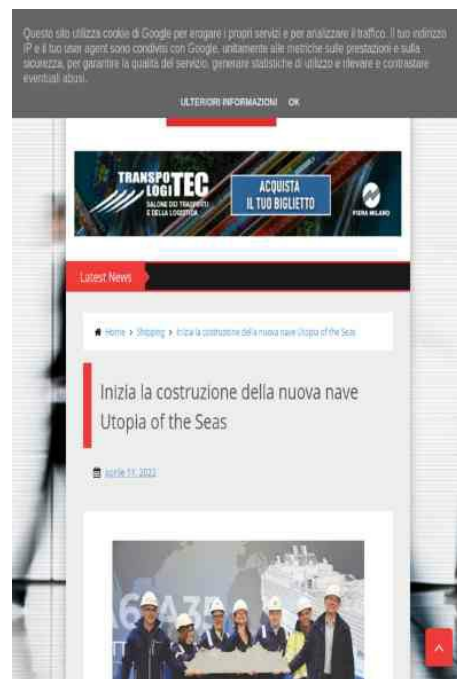 Questo sito utilizza cookie di Google per erogare i propri servizi e per analizzare il traffico. Il tuo indirizzo
IP e il tuo user agent sono condivisi con Google, unitamente alle metriche sulle prestazioni e sulla
sicurezza, per garantire la qualità del servizio, generare statistiche di utilizzo e rilevare e contrastare
eventuali abusi.
ULTERIORI INFORMAZIONI OK
TRANSPOTEC
LOGITEC
SALONE DEI TRASPORTI
E DELLA LOGISTICA
ACQUISTA
IL TUO BIGLIETTO
FIERA MILANO
Latest News
Home > Shipping > Inizia la costruzione della nuova nave Utopia of the Seas
Inizia la costruzione della nuova nave
Utopia of the Seas
aprile 11, 2022